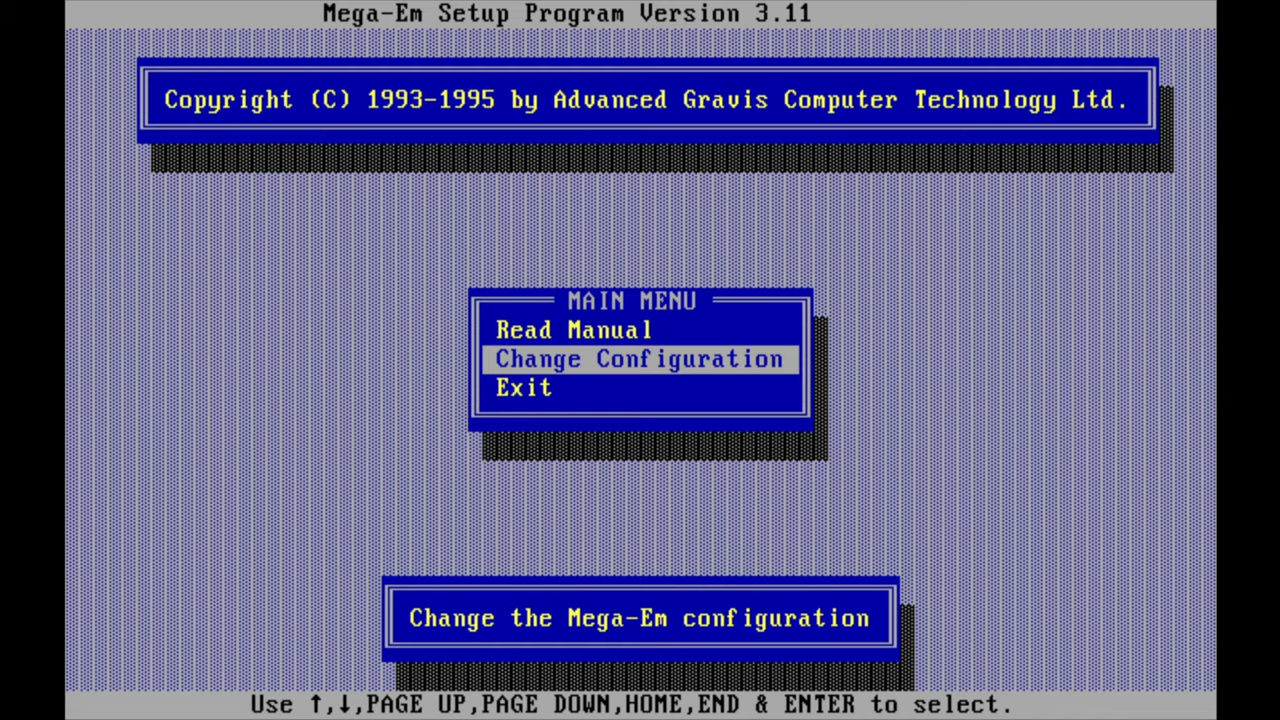 Mega-Em Setup Program Version 3.11
Copyright (C) 1993-1995 by Advanced Gravis Computer Technology Ltd.
MAIN MENU
Read Manual
Change Configuration
Exit
Change the Mega-Em configuration
Use ↑,↓,PAGE UP,PAGE DOWN,HOME,END & ENTER to select.